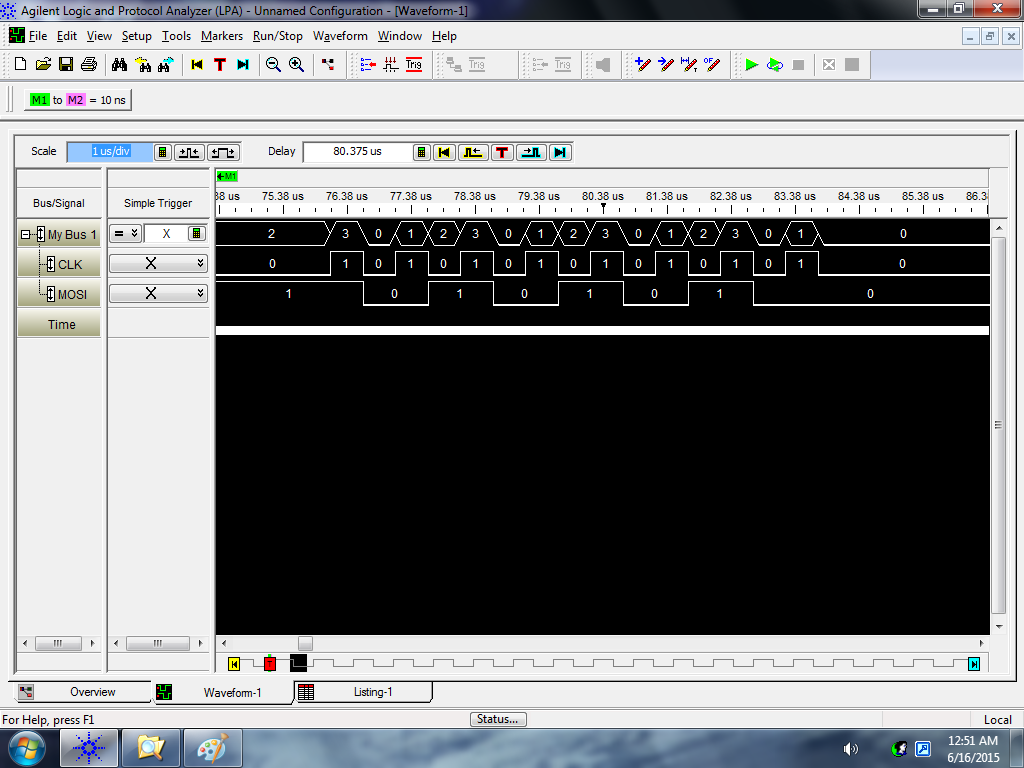 Agilent Logic and Protocol Analyzer (LPA) - Unnamed Configuration - [Waveform-1]
File Edit View Setup Tools Markers Run/Stop Waveform Window Help
T Trig Trig Trig
M1 to M2 = 10 ns
Scale 1 us/div Delay 80.375 us T
M1
38 us 75.38 us 76.38 us 77.38 us 78.38 us 79.38 us 80.38 us 81.38 us 82.38 us 83.38 us 84.38 us 85.38 us 86.3
Bus/Signal Simple Trigger
My Bus 1 = X 2 3 0 1 2 3 0 1 2 3 0 1 2 3 0 1 0
CLK X 0 1 0 1 0 1 0 1 0 1 0 1 0 1 0 1 0
MOSI X 1 0 1 0 1 0 1 0
Time
Overview Waveform-1 Listing-1
For Help, press F1 Status... Local
12:51 AM
6/16/2015